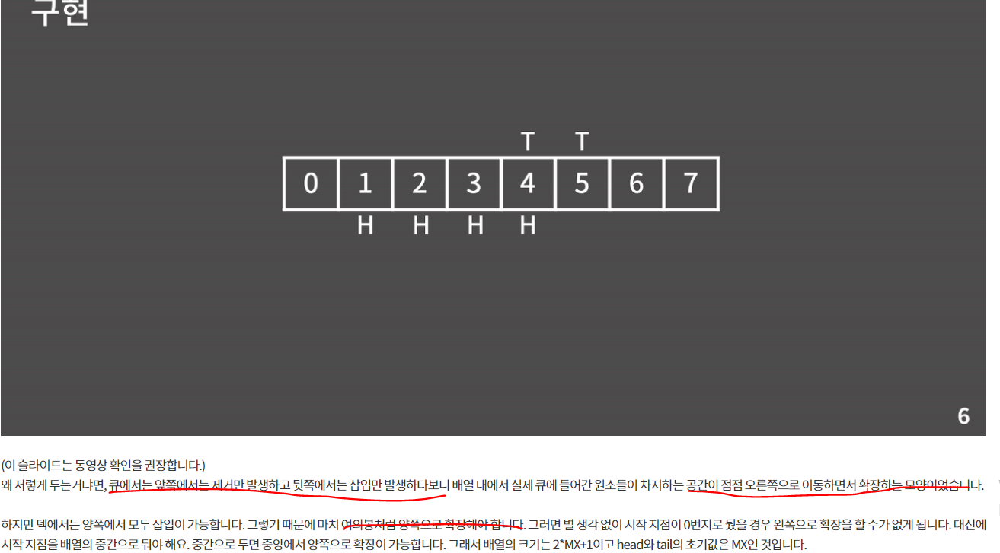 구현
T T
0 1 2 3 4 5 6 7
H H H H
6
(이 슬라이드는 동영상 확인을 권장합니다.)
왜 저렇게 두는거냐면, 큐에서는 앞쪽에서는 제거만 발생하고 뒷쪽에서는 삽입만 발생하다보니 배열 내에서 실제 큐에 들어간 원소들이 차지하는 공간이 점점 오른쪽으로 이동하면서 확장하는 모양이었습니다.
하지만 덱에서는 양쪽에서 모두 삽입이 가능합니다. 그렇기 때문에 마치 여의봉처럼 양쪽으로 확장해야 합니다. 그러면 별 생각 없이 시작 지점이 0번지로 뒀을 경우 왼쪽으로 확장을 할 수가 없게 됩니다. 대신에
시작 지점을 배열의 중간으로 둬야 해요. 중간으로 두면 중앙에서 양쪽으로 확장이 가능합니다. 그래서 배열의 크기는 2*MX+1이고 head와 tail의 초기값은 MX인 것입니다.